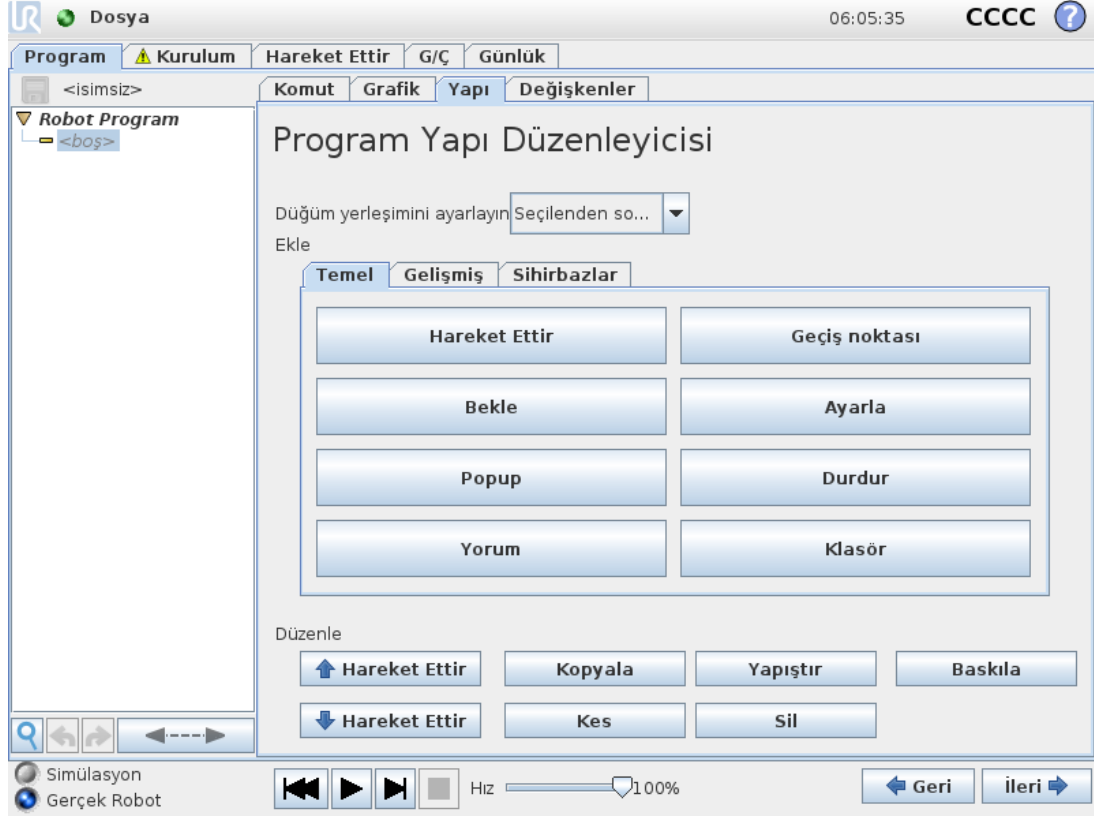 UR Dosya 06:05:35 CCCC ?
Program Kurulum Hareket Ettir G/Ç Günlük
<isimsiz> Komut Grafik Yapı Değişkenler
Robot Program
<boş>
Program Yapı Düzenleyicisi
Düğüm yerleşimini ayarlayın Seçilenden so...
Ekle
Temel Gelişmiş Sihirbazlar
Hareket Ettir Geçiş noktası
Bekle Ayarla
Popup Durdur
Yorum Klasör
Düzenle
Hareket Ettir Kopyala Yapıştır Baskıla
Hareket Ettir Kes Sil
Simülasyon
Gerçek Robot
Hız 100% Geri İleri